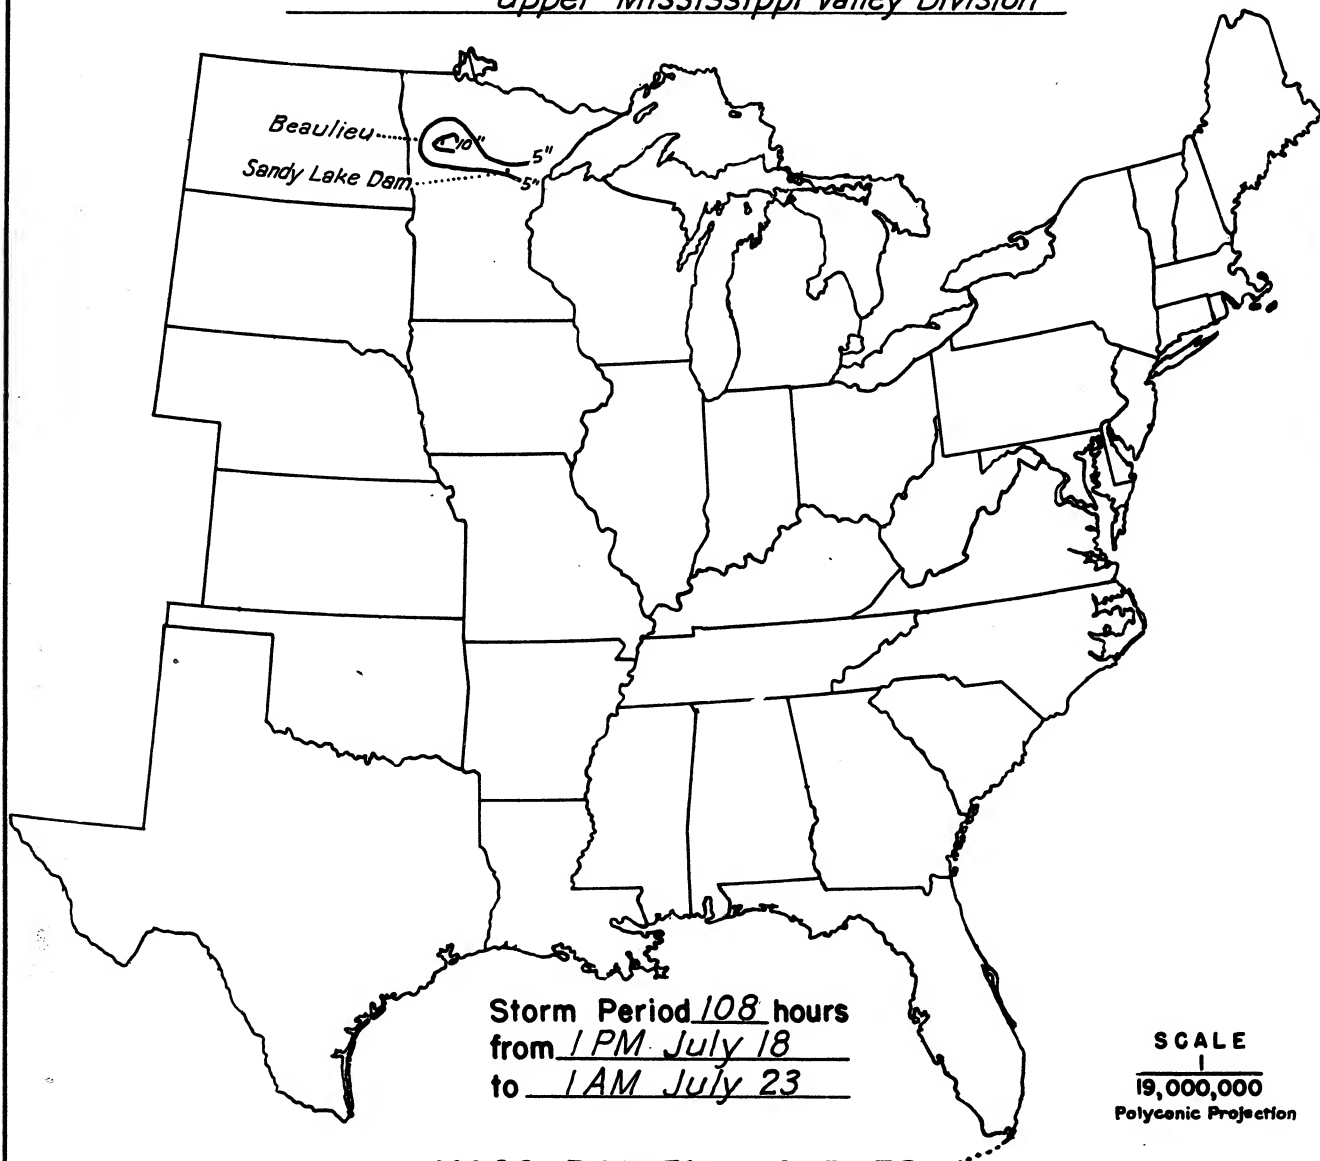 Upper Mississippi Valley Division
Beaulieu
10"
5"
Sandy Lake Dam
5"
Storm Period 108 hours
from 1 PM July 18
to 1 AM July 23
SCALE
1
19,000,000
Polyconic Projection